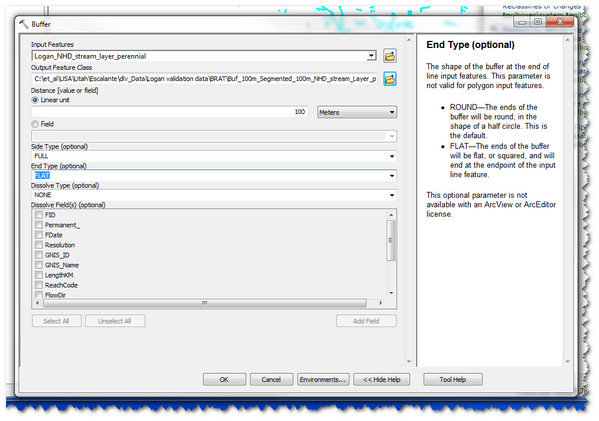 Buffer
Input Features
Logan_NHD_stream_layer_perennial
Output Feature Class
C:\et_al\USA\Utah\Escalante\div_Data\Logan validation data\BRAT\Buf_100m_Segmented_100m_NHD_stream_Layer_p
Distance [value or field]
Linear unit
100 Meters
Field
Side Type (optional)
FULL
End Type (optional)
FLAT
Dissolve Type (optional)
NONE
Dissolve Field(s) (optional)
FID
Permanent_
FDate
Resolution
GNIS_ID
GNIS_Name
LengthKM
ReachCode
FlowDir
Select All Unselect All Add Field
OK Cancel Environments... << Hide Help Tool Help
End Type (optional)
The shape of the buffer at the end of
line input features. This parameter is
not valid for polygon input features.
• ROUND—The ends of the
buffer will be round, in the
shape of a half circle. This is
the default.
• FLAT—The ends of the buffer
will be flat, or squared, and will
end at the endpoint of the input
line feature.
This optional parameter is not
available with an ArcView or ArcEditor
license.